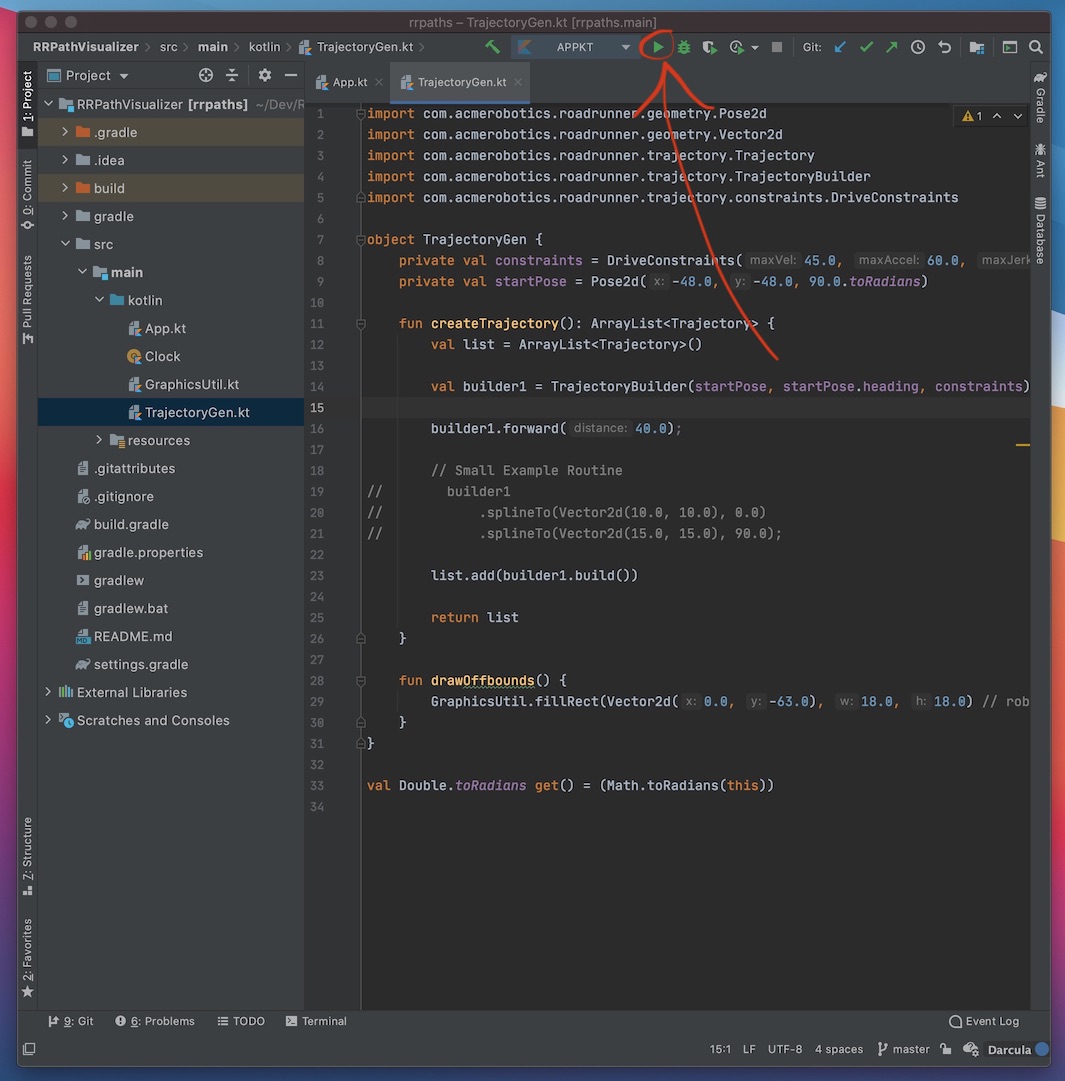 rrpaths – TrajectoryGen.kt [rrpaths.main]
RRPathVisualizer src main kotlin TrajectoryGen.kt APPKT Git:
1: Project
0: Commit
Pull Requests
7: Structure
2: Favorites
Project
RRPathVisualizer [rrpaths] ~/Dev/R
.gradle
.idea
build
gradle
src
main
kotlin
App.kt
Clock
GraphicsUtil.kt
TrajectoryGen.kt
resources
.gitattributes
.gitignore
build.gradle
gradle.properties
gradlew
gradlew.bat
README.md
settings.gradle
External Libraries
Scratches and Consoles
App.kt TrajectoryGen.kt
1 import com.acmerobotics.roadrunner.geometry.Pose2d
2 import com.acmerobotics.roadrunner.geometry.Vector2d
3 import com.acmerobotics.roadrunner.trajectory.Trajectory
4 import com.acmerobotics.roadrunner.trajectory.TrajectoryBuilder
5 import com.acmerobotics.roadrunner.trajectory.constraints.DriveConstraints
6
7 object TrajectoryGen {
8 private val constraints = DriveConstraints( maxVel: 45.0, maxAccel: 60.0, maxJerk
9 private val startPose = Pose2d( x: -48.0, y: -48.0, 90.0.toRadians)
10
11 fun createTrajectory(): ArrayList<Trajectory> {
12 val list = ArrayList<Trajectory>()
13
14 val builder1 = TrajectoryBuilder(startPose, startPose.heading, constraints)
15
16 builder1.forward( distance: 40.0);
17
18 // Small Example Routine
19 // builder1
20 // .splineTo(Vector2d(10.0, 10.0), 0.0)
21 // .splineTo(Vector2d(15.0, 15.0), 90.0);
22
23 list.add(builder1.build())
24
25 return list
26 }
27
28 fun drawOffbounds() {
29 GraphicsUtil.fillRect(Vector2d( x: 0.0, y: -63.0), w: 18.0, h: 18.0) // rob
30 }
31 }
32
33 val Double.toRadians get() = (Math.toRadians(this))
34
1
Gradle
Ant
Database
9: Git 6: Problems TODO Terminal Event Log
15:1 LF UTF-8 4 spaces master Darcula